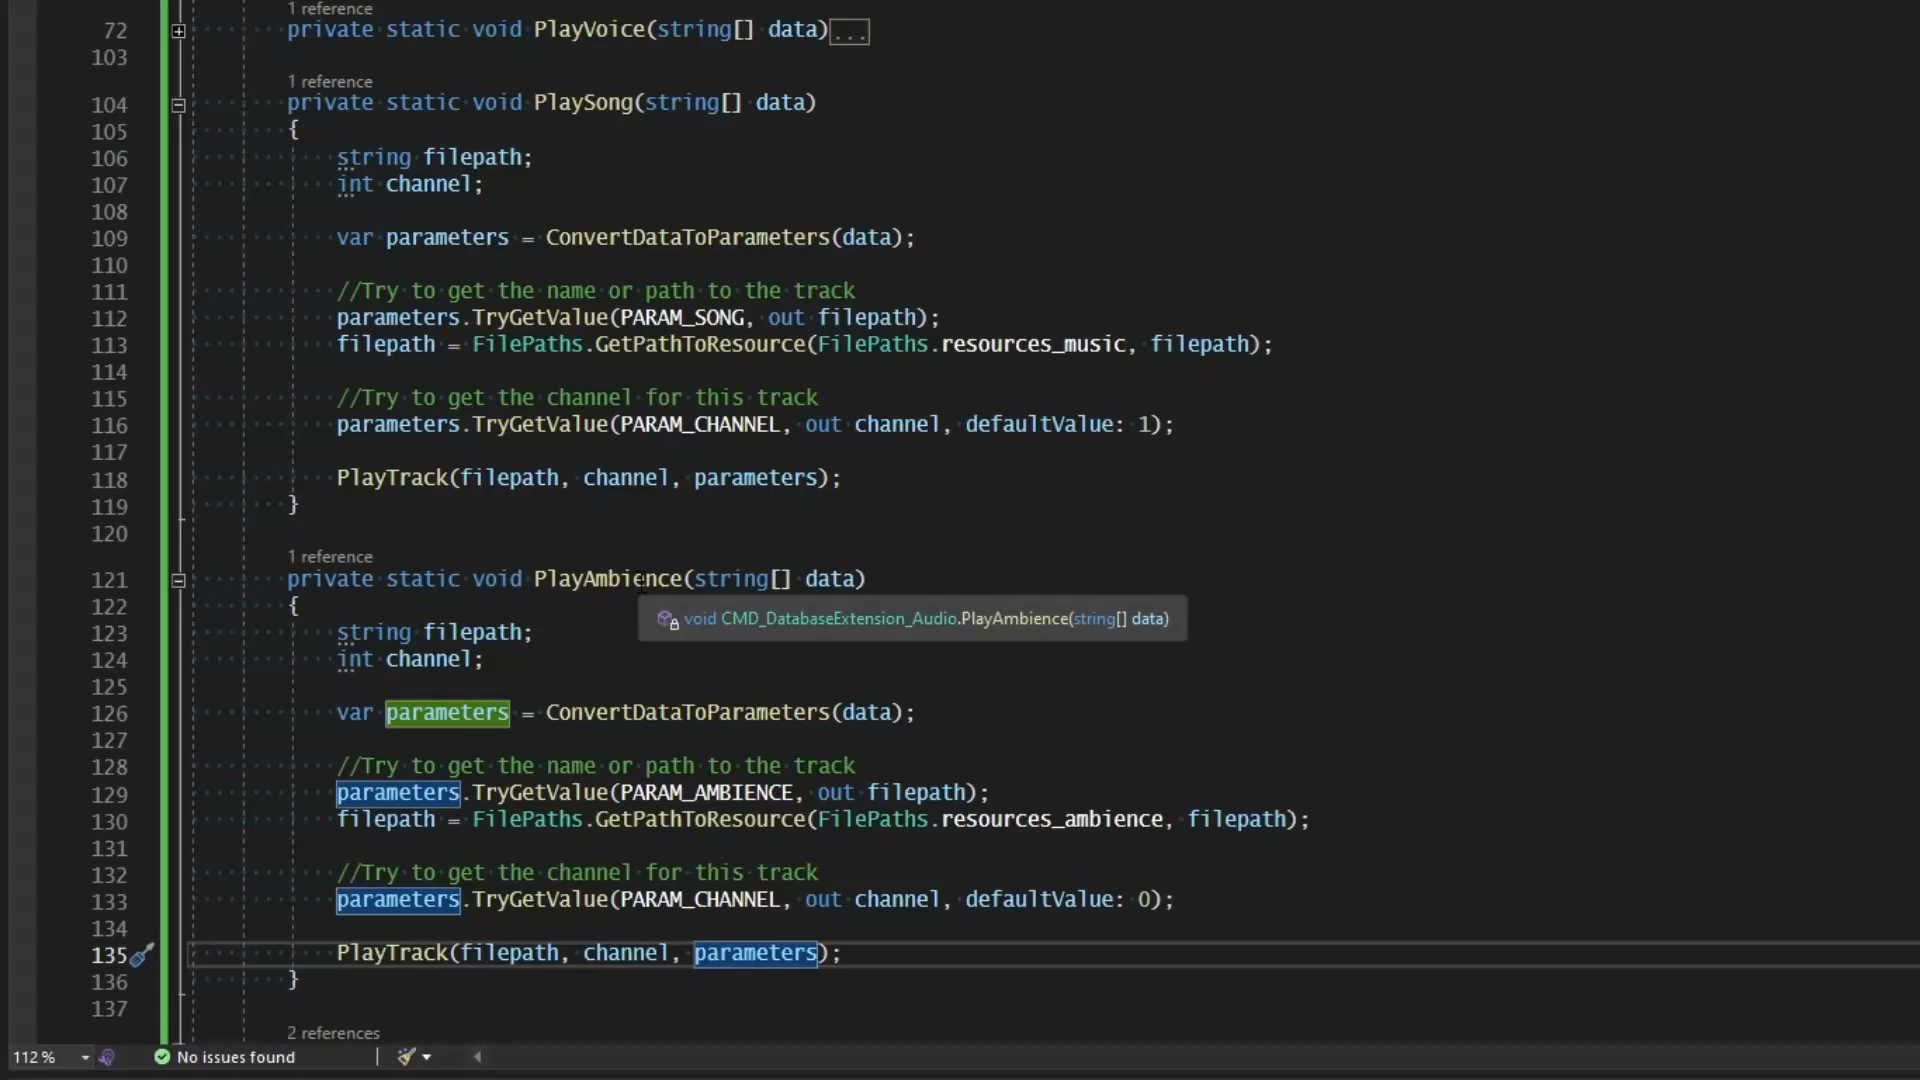 1 reference
72 private static void PlayVoice(string[] data)...
103
1 reference
104 private static void PlaySong(string[] data)
105 {
106 string filepath;
107 int channel;
108
109 var parameters = ConvertDataToParameters(data);
110
111 //Try to get the name or path to the track
112 parameters.TryGetValue(PARAM_SONG, out filepath);
113 filepath = FilePaths.GetPathToResource(FilePaths.resources_music, filepath);
114
115 //Try to get the channel for this track
116 parameters.TryGetValue(PARAM_CHANNEL, out channel, defaultValue: 1);
117
118 PlayTrack(filepath, channel, parameters);
119 }
120
1 reference
121 private static void PlayAmbience(string[] data)
122 {
void CMD_DatabaseExtension_Audio.PlayAmbience(string[] data)
123 string filepath;
124 int channel;
125
126 var parameters = ConvertDataToParameters(data);
127
128 //Try to get the name or path to the track
129 parameters.TryGetValue(PARAM_AMBIENCE, out filepath);
130 filepath = FilePaths.GetPathToResource(FilePaths.resources_ambience, filepath);
131
132 //Try to get the channel for this track
133 parameters.TryGetValue(PARAM_CHANNEL, out channel, defaultValue: 0);
134
135 PlayTrack(filepath, channel, parameters);
136 }
137
2 references
112 % No issues found